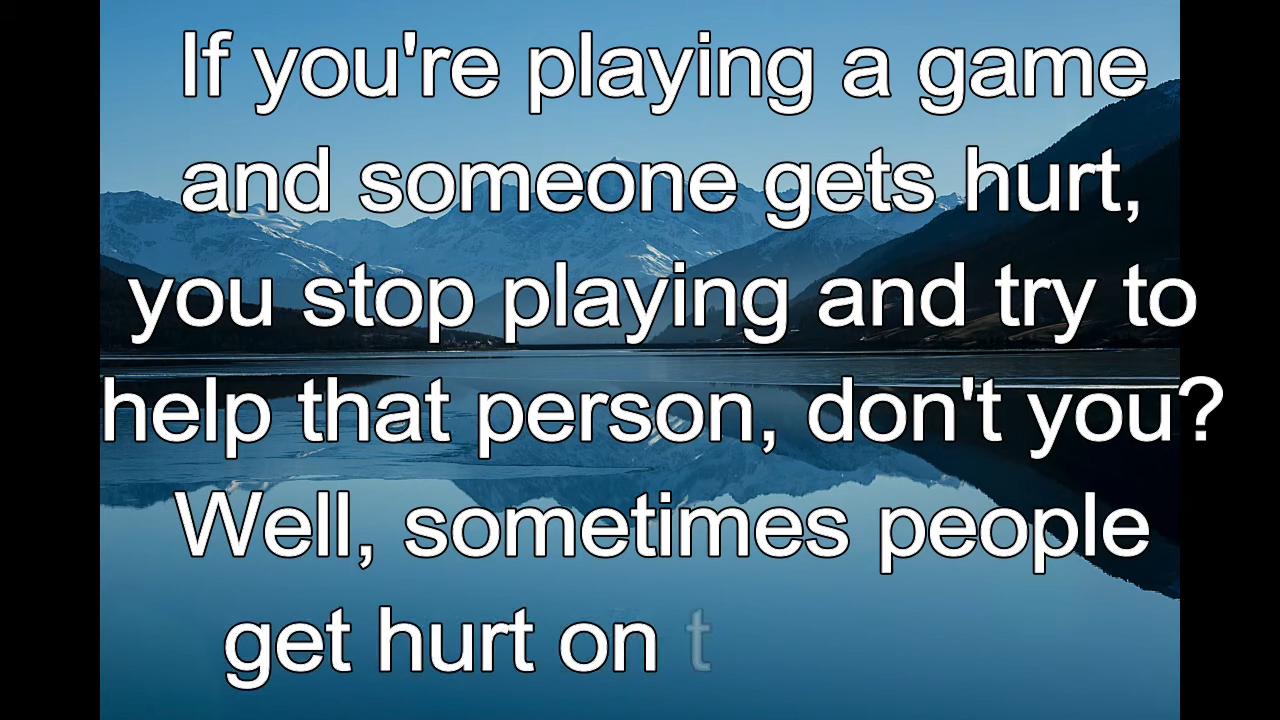 If you're playing a game
and someone gets hurt,
you stop playing and try to
help that person, don't you?
Well, sometimes people
get hurt on t